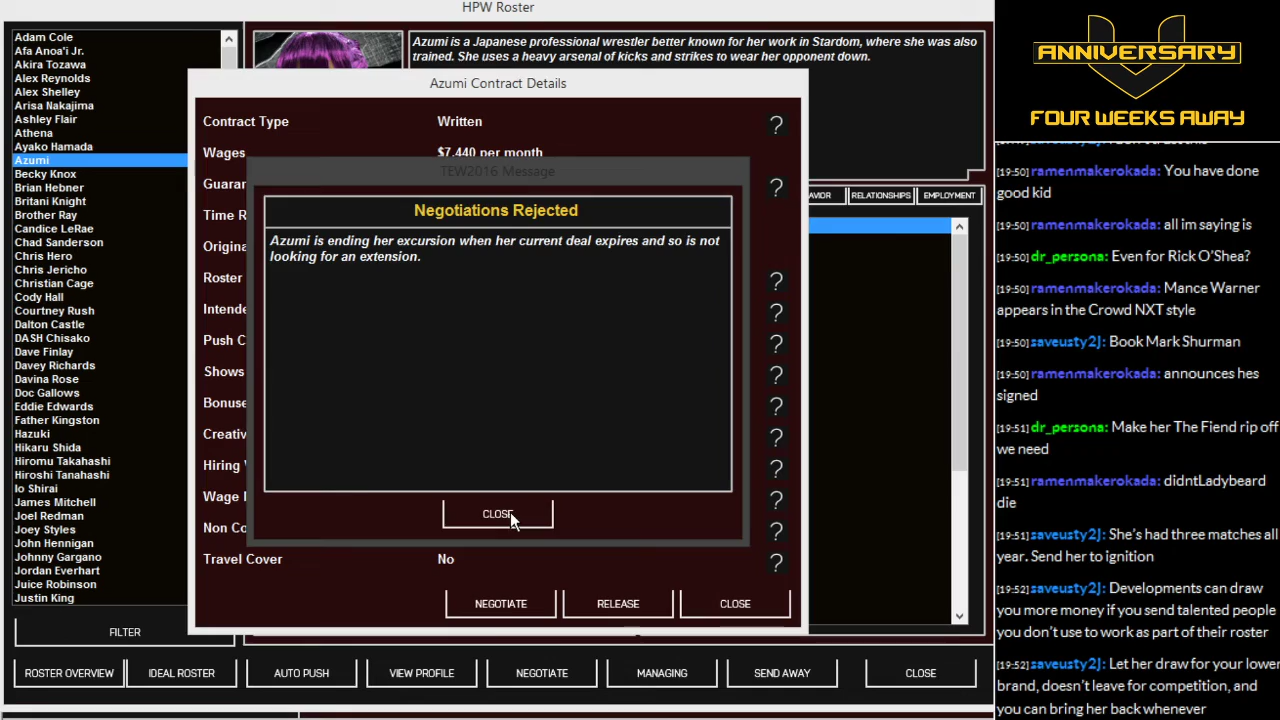 HPW Roster
Adam Cole
Afa Anoa'i Jr.
Akira Tozawa
Alex Reynolds
Alex Shelley
Arisa Nakajima
Ashley Flair
Athena
Ayako Hamada
Azumi
Becky Knox
Brian Hebner
Britani Knight
Brother Ray
Candice LeRae
Chad Sanderson
Chris Hero
Chris Jericho
Christian Cage
Cody Hall
Courtney Rush
Dalton Castle
DASH Chisako
Dave Finlay
Davey Richards
Davina Rose
Doc Gallows
Eddie Edwards
Father Kingston
Hazuki
Hikaru Shida
Hiromu Takahashi
Hiroshi Tanahashi
Io Shirai
James Mitchell
Joel Redman
Joey Styles
John Hennigan
Johnny Gargano
Jordan Everhart
Juice Robinson
Justin King
FILTER
Azumi is a Japanese professional wrestler better known for her work in Stardom, where she was also
trained. She uses a heavy arsenal of kicks and strikes to wear her opponent down.
RELATIONSHIPS
EMPLOYMENT
Azumi Contract Details
Contract Type Written ?
Wages $7,440 per month
?
?
?
?
?
?
?
?
?
?
?
Travel Cover No ?
NEGOTIATE RELEASE CLOSE
TEW2016 Message
Negotiations Rejected
Azumi is ending her excursion when her current deal expires and so is not
looking for an extension.
CLOSE
ROSTER OVERVIEW IDEAL ROSTER AUTO PUSH VIEW PROFILE NEGOTIATE MANAGING SEND AWAY CLOSE
ANNIVERSARY
FOUR WEEKS AWAY
[19:50] ramenmakerokada: You have done
good kid
[19:50] ramenmakerokada: all im saying is
[19:50] dr_persona: Even for Rick O'Shea?
[19:50] ramenmakerokada: Mance Warner
appears in the Crowd NXT style
[19:50] saveusty2J: Book Mark Shurman
[19:50] ramenmakerokada: announces hes
signed
[19:51] dr_persona: Make her The Fiend rip off
we need
[19:51] ramenmakerokada: didntLadybeard
die
[19:51] saveusty2J: She's had three matches all
year. Send her to ignition
[19:52] saveusty2J: Developments can draw
you more money if you send talented people
you don't use to work as part of their roster
[19:52] saveusty2J: Let her draw for your lower
brand, doesn't leave for competition, and
you can bring her back whenever